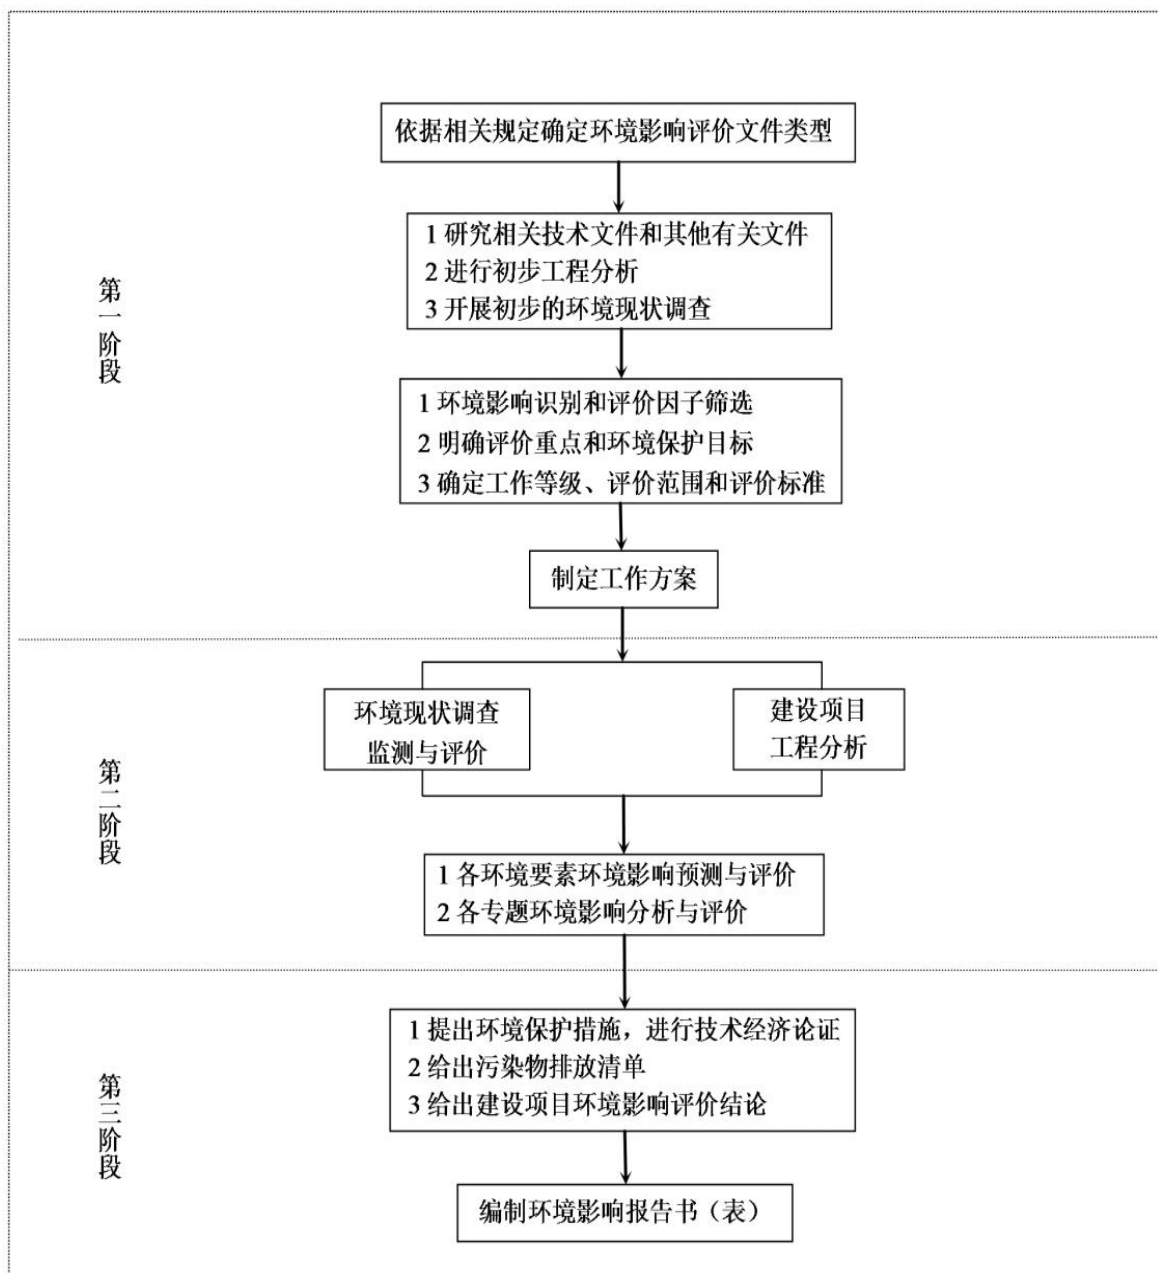 依据相关规定确定环境影响评价文件类型
1 研究相关技术文件和其他有关文件
2 进行初步工程分析
3 开展初步的环境现状调查
第一阶段
1 环境影响识别和评价因子筛选
2 明确评价重点和环境保护目标
3 确定工作等级、评价范围和评价标准
制定工作方案
环境现状调查
监测与评价
建设项目
工程分析
第二阶段
1 各环境要素环境影响预测与评价
2 各专题环境影响分析与评价
1 提出环境保护措施，进行技术经济论证
2 给出污染物排放清单
3 给出建设项目环境影响评价结论
第三阶段
编制环境影响报告书（表）